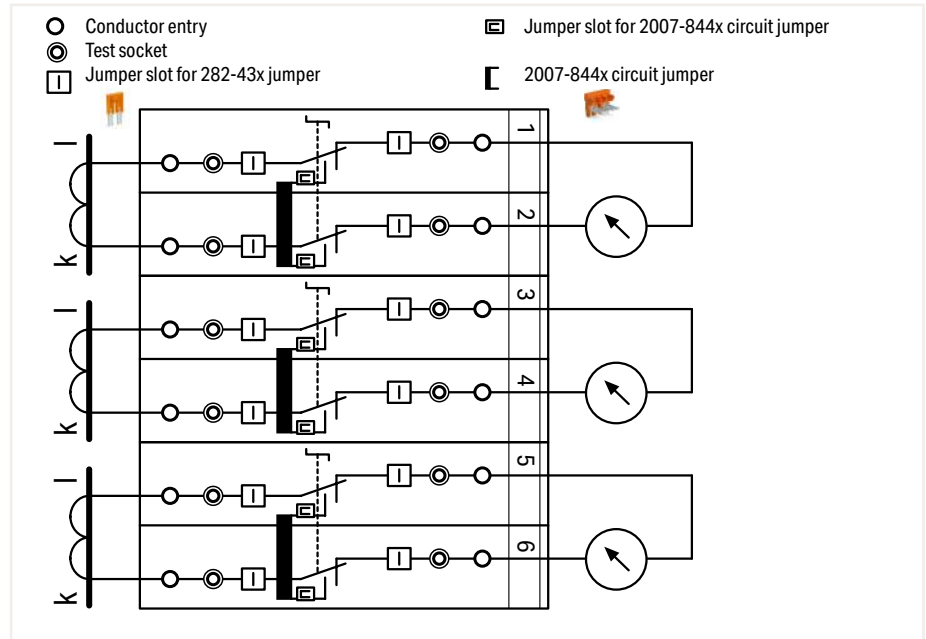 Conductor entry
Jumper slot for 2007-844x circuit jumper
Test socket
Jumper slot for 282-43x jumper
2007-844x circuit jumper
l
1
k
2
l
3
k
4
l
5
k
6